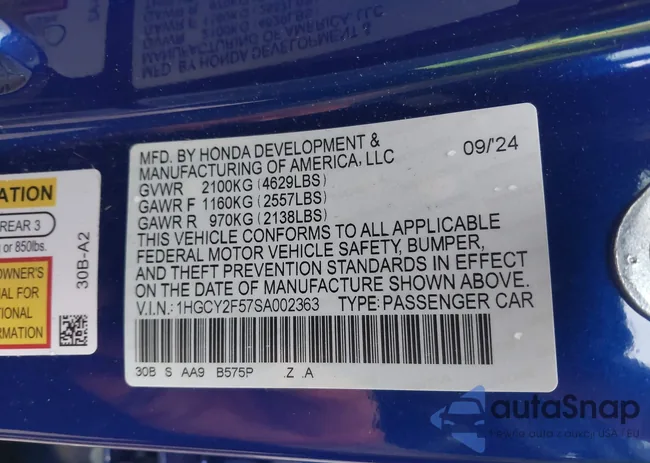 MFD. BY HONDA DEVELOPMENT &
MANUFACTURING OF AMERICA, LLC
09/'24
GVWR 2100KG (4629LBS)
GAWR F 1160KG (2557LBS)
GAWR R 970KG (2138LBS)
THIS VEHICLE CONFORMS TO ALL APPLICABLE
FEDERAL MOTOR VEHICLE SAFETY, BUMPER,
AND THEFT PREVENTION STANDARDS IN EFFECT
ON THE DATE OF MANUFACTURE SHOWN ABOVE.
V.I.N.: 1HGCY2F57SA002363 TYPE: PASSENGER CAR
30B S AA9 B575P .Z .A
ATION
REAR 3
or 850lbs.
OWNER'S
AL FOR
TIONAL
RMATION
30B-A2
autaSnap
USA / EU